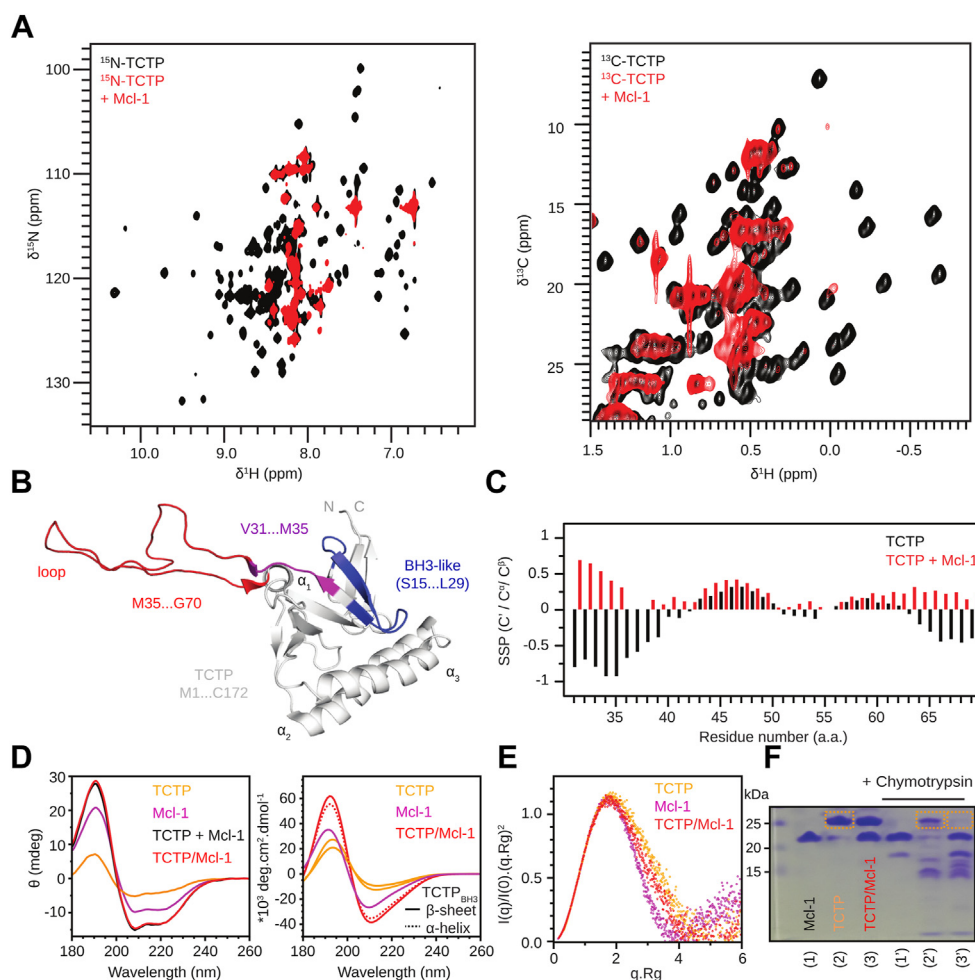 A
¹⁵N-TCTP
¹⁵N-TCTP
+ Mcl-1
100
110
120
130
δ¹⁵N (ppm)
10.0 9.0 8.0 7.0
δ¹H (ppm)
¹³C-TCTP
¹³C-TCTP
+ Mcl-1
10
15
20
25
δ¹³C (ppm)
1.5 1.0 0.5 0.0 -0.5
δ¹H (ppm)
B
N C
V31...M35
loop
α₁
BH3-like
(S15...L29)
M35...G70
TCTP
M1...C172
α₃
α₂
C
TCTP
TCTP + Mcl-1
1
0.5
0
-0.5
-1
SSP (C'/ Cᵅ/ Cᵝ)
35 40 45 50 55 60 65
Residue number (a.a.)
D
30
20
10
0
-10
θ (mdeg)
TCTP
Mcl-1
TCTP + Mcl-1
TCTP/Mcl-1
180 200 220 240 260
Wavelength (nm)
60
40
20
0
-20
-40
*10³ deg.cm².dmol⁻¹
TCTP
Mcl-1
TCTP/Mcl-1
TCTP_BH3
β-sheet
α-helix
180 200 220 240 260
Wavelength (nm)
E
1.0
0.5
0.0
I(q)/I(0).(q.Rg)²
TCTP
Mcl-1
TCTP/Mcl-1
0 2 4 6
q.Rg
F
+ Chymotrypsin
kDa
25
20
15
Mcl-1
TCTP
TCTP/Mcl-1
(1) (2) (3) (1') (2') (3')